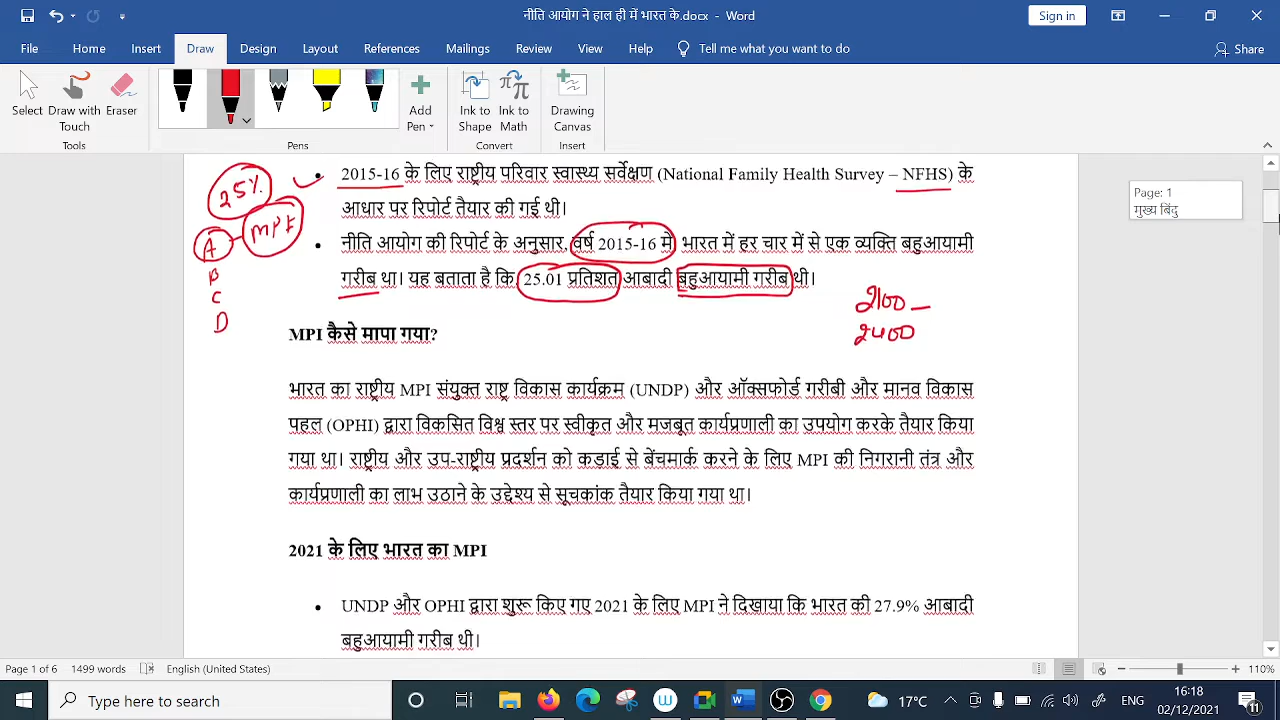 नीति आयोग ने हाल ही में भारत के.docx - Word
Sign in
File Home Insert Draw Design Layout References Mailings Review View Help Tell me what you want to do Share
Select Draw with Touch Eraser Add Pen Ink to Shape Ink to Math Drawing Canvas
Tools Pens Convert Insert
2015-16 के लिए राष्ट्रीय परिवार स्वास्थ्य सर्वेक्षण (National Family Health Survey – NFHS) के
आधार पर रिपोर्ट तैयार की गई थी।
नीति आयोग की रिपोर्ट के अनुसार, वर्ष 2015-16 में भारत में हर चार में से एक व्यक्ति बहुआयामी
गरीब था। यह बताता है कि, 25.01 प्रतिशत आबादी बहुआयामी गरीब थी।
25%
MPI
A
B
C
D
2100 –
2400
Page: 1
मुख्य बिंदु
MPI कैसे मापा गया?
भारत का राष्ट्रीय MPI संयुक्त राष्ट्र विकास कार्यक्रम (UNDP) और ऑक्सफोर्ड गरीबी और मानव विकास
पहल (OPHI) द्वारा विकसित विश्व स्तर पर स्वीकृत और मजबूत कार्यप्रणाली का उपयोग करके तैयार किया
गया था। राष्ट्रीय और उप-राष्ट्रीय प्रदर्शन को कड़ाई से बेंचमार्क करने के लिए MPI की निगरानी तंत्र और
कार्यप्रणाली का लाभ उठाने के उद्देश्य से सूचकांक तैयार किया गया था।
2021 के लिए भारत का MPI
UNDP और OPHI द्वारा शुरू किए गए 2021 के लिए MPI ने दिखाया कि भारत की 27.9% आबादी
बहुआयामी गरीब थी।
Page 1 of 6 1499 words English (United States) 110%
Type here to search 17°C ENG 16:18
02/12/2021 11